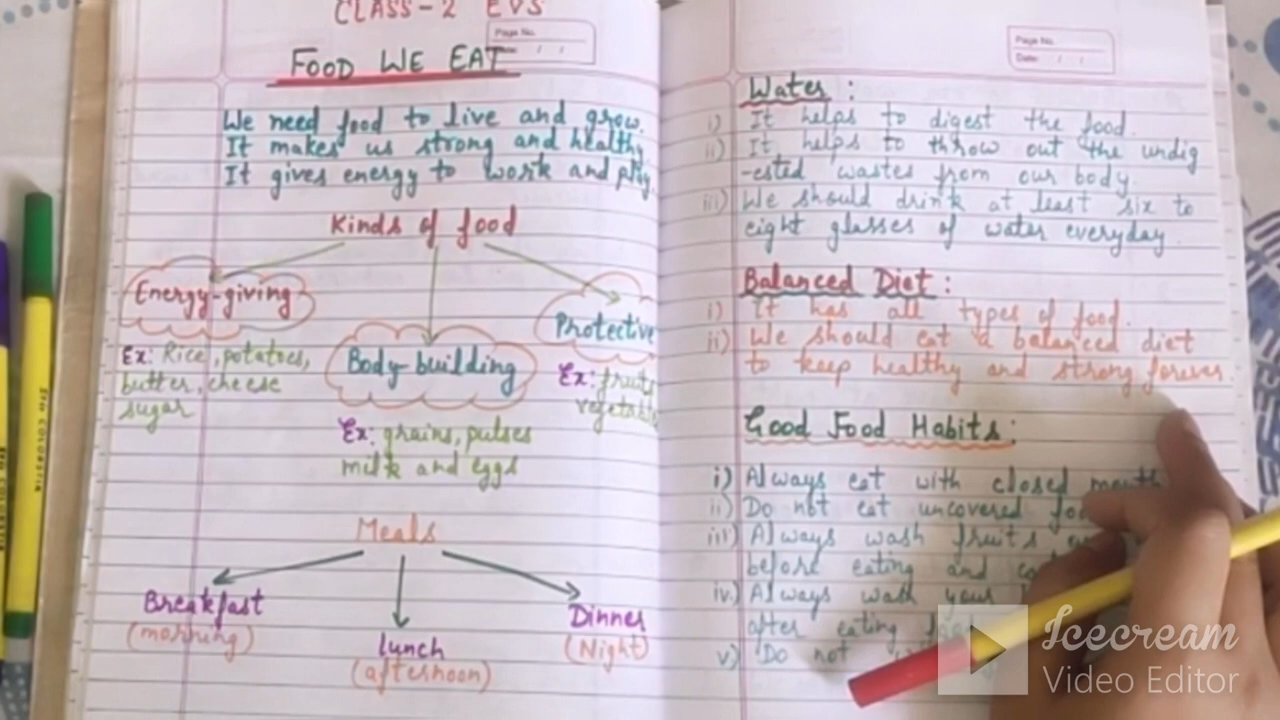 CLASS-2 EVS
Page No.
Date: / /
FOOD WE EAT
We need food to live and grow.
It makes us strong and healthy
It gives energy to work and play.
Kinds of food
Energy-giving
Body-building
Protective
Ex: Rice, potatoes,
butter, cheese
sugar
Ex: grains, pulses
milk and eggs
Ex: fruits
vegetables
Meals
Breakfast
(morning)
lunch
(afternoon)
Dinner
(Night)
Page No.
Date: / /
Water :
i) It helps to digest the food.
ii) It helps to throw out the undig
-ested wastes from our body.
iii) We should drink at least six to
eight glasses of water everyday.
Balanced Diet :
i) It has all types of food.
ii) We should eat a balanced diet
to keep healthy and strong forever.
Good Food Habits :
i) Always eat with closed mouth
ii) Do not eat uncovered
iii) Always wash fruits
before eating and
iv) Always wash your
after eating
v) Do not
DO COLORSTIX
Icecream
Video Editor